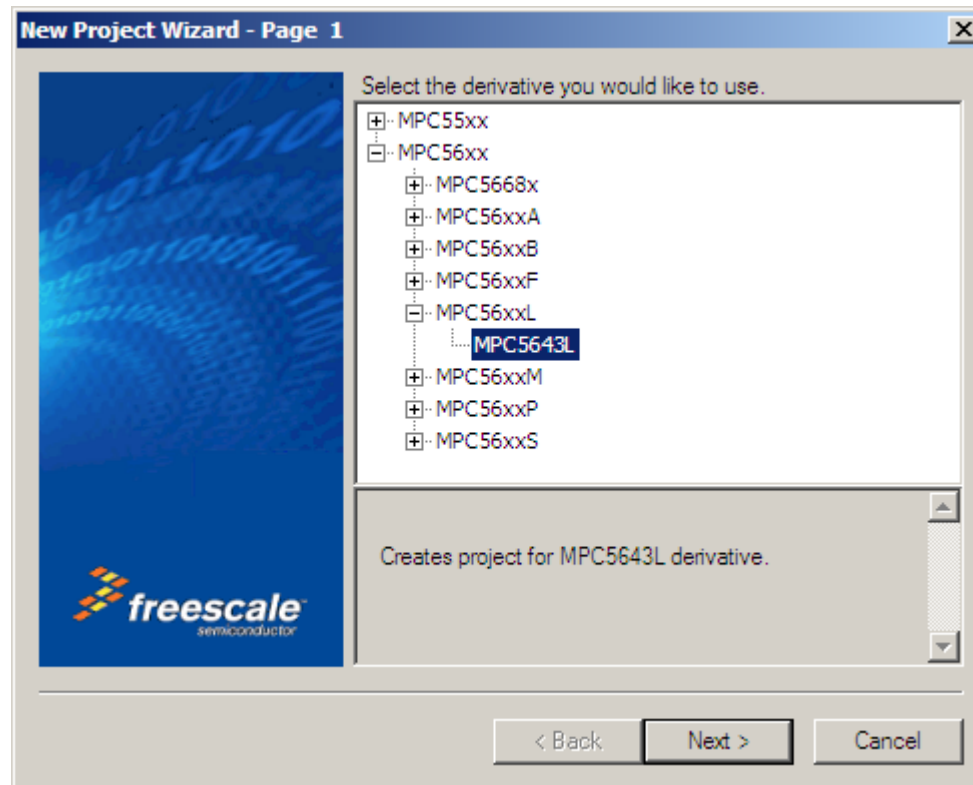 New Project Wizard - Page 1
Select the derivative you would like to use.
MPC55xx
MPC56xx
MPC5668x
MPC56xxA
MPC56xxB
MPC56xxF
MPC56xxL
MPC5643L
MPC56xxM
MPC56xxP
MPC56xxS
Creates project for MPC5643L derivative.
freescale
semiconductor
< Back
Next >
Cancel